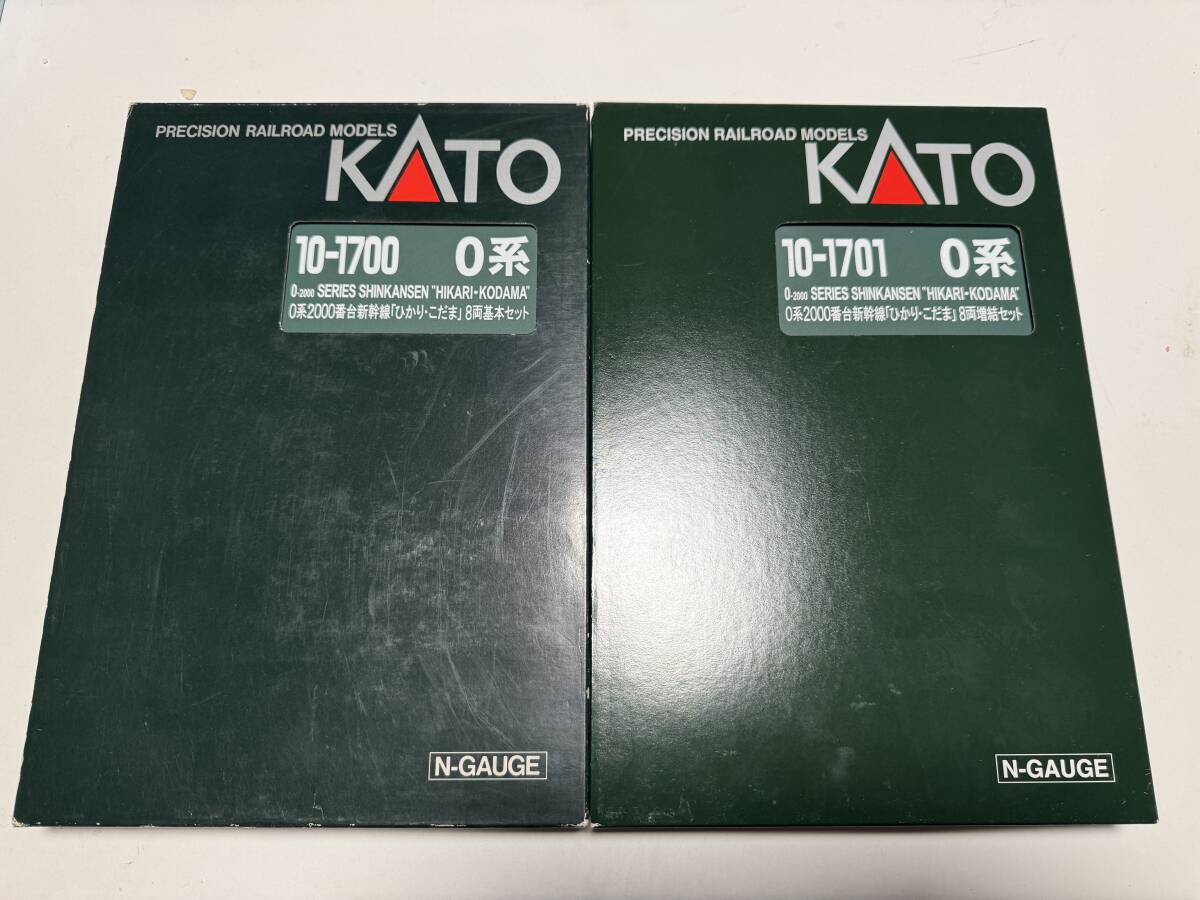 PRECISION RAILROAD MODELS
KATO
10-1700 0系
0-2000 SERIES SHINKANSEN "HIKARI・KODAMA"
0系2000番台新幹線「ひかり・こだま」8両基本セット
N-GAUGE
PRECISION RAILROAD MODELS
KATO
10-1701 0系
0-2000 SERIES SHINKANSEN "HIKARI・KODAMA"
0系2000番台新幹線「ひかり・こだま」8両増結セット
N-GAUGE